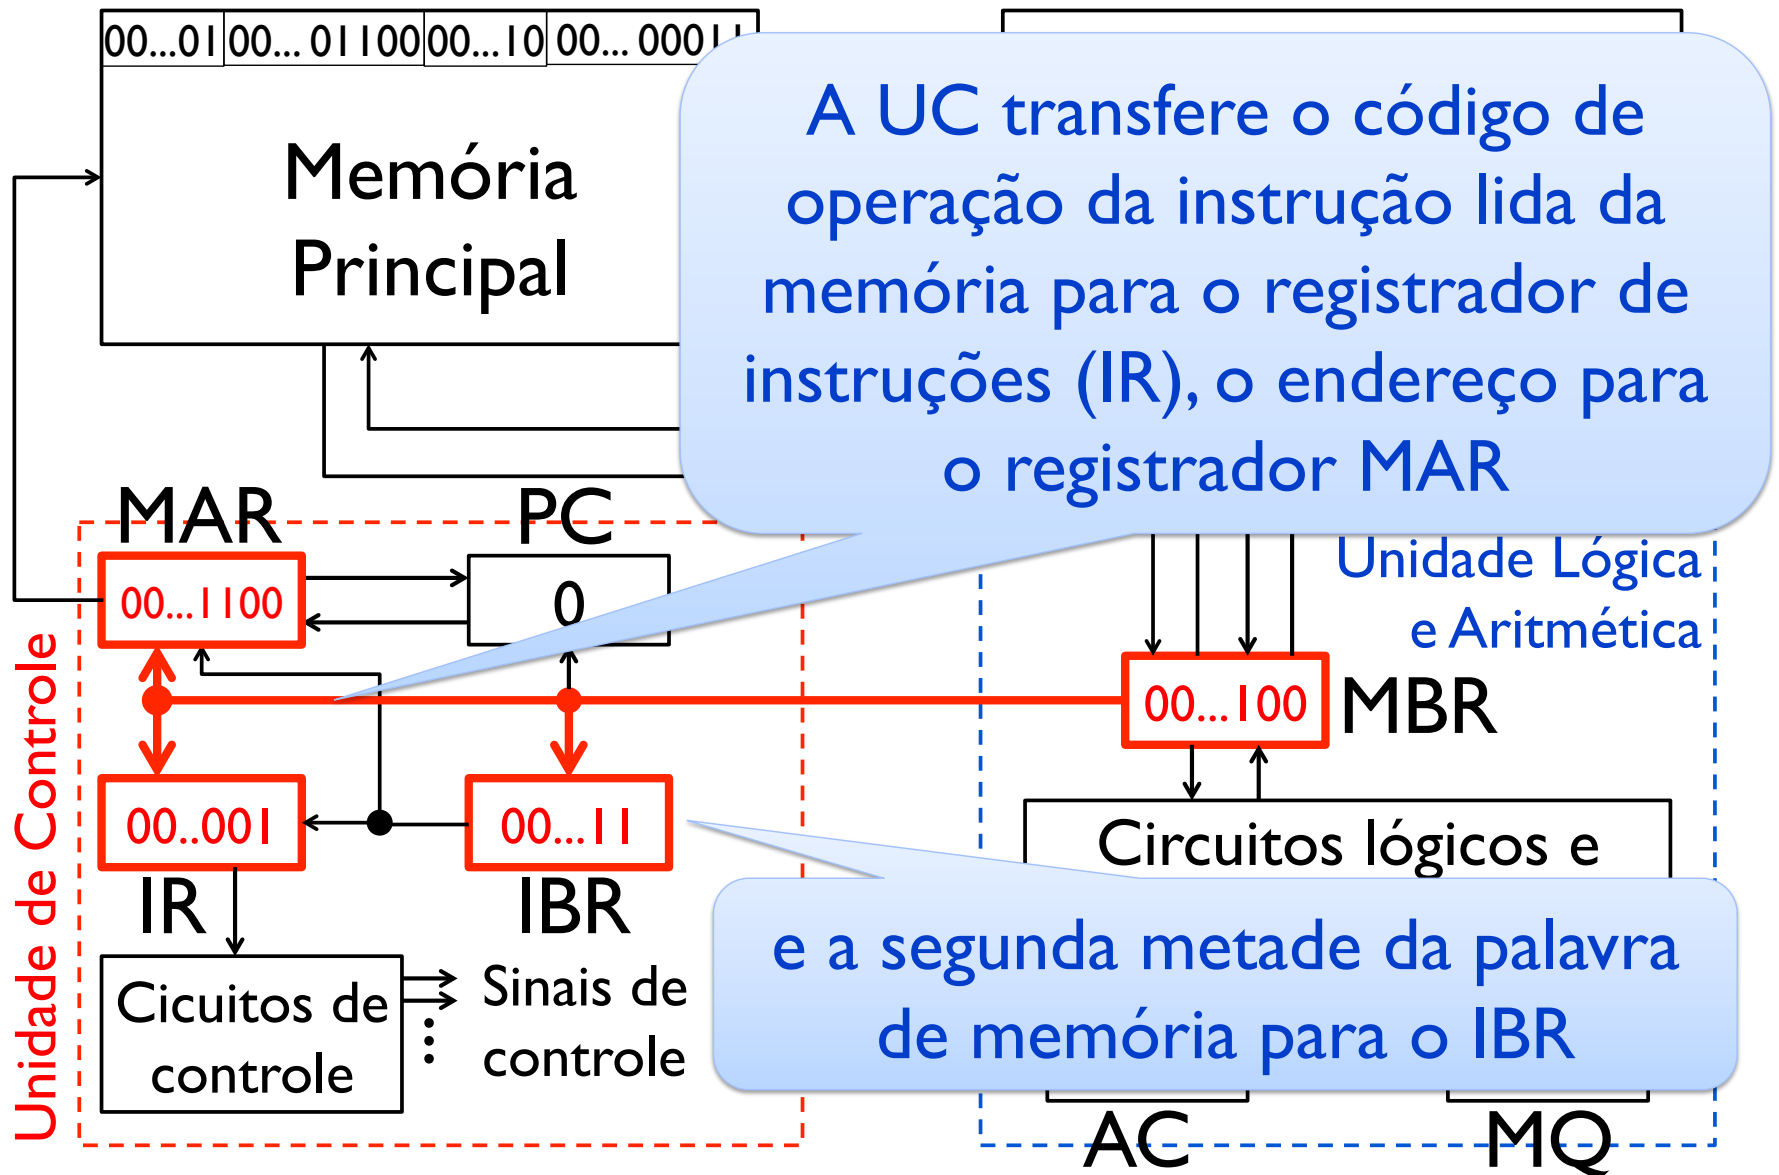 00...01 00... 01100 00...10 00... 00011
Memória
Principal
A UC transfere o código de
operação da instrução lida da
memória para o registrador de
instruções (IR), o endereço para
o registrador MAR
MAR
PC
00...1100
0
Unidade Lógica
e Aritmética
00...100
MBR
Unidade de Controle
00..001
00...11
IR
IBR
Circuitos lógicos e
Cicuitos de
controle
Sinais de
controle
e a segunda metade da palavra
de memória para o IBR
AC
MQ